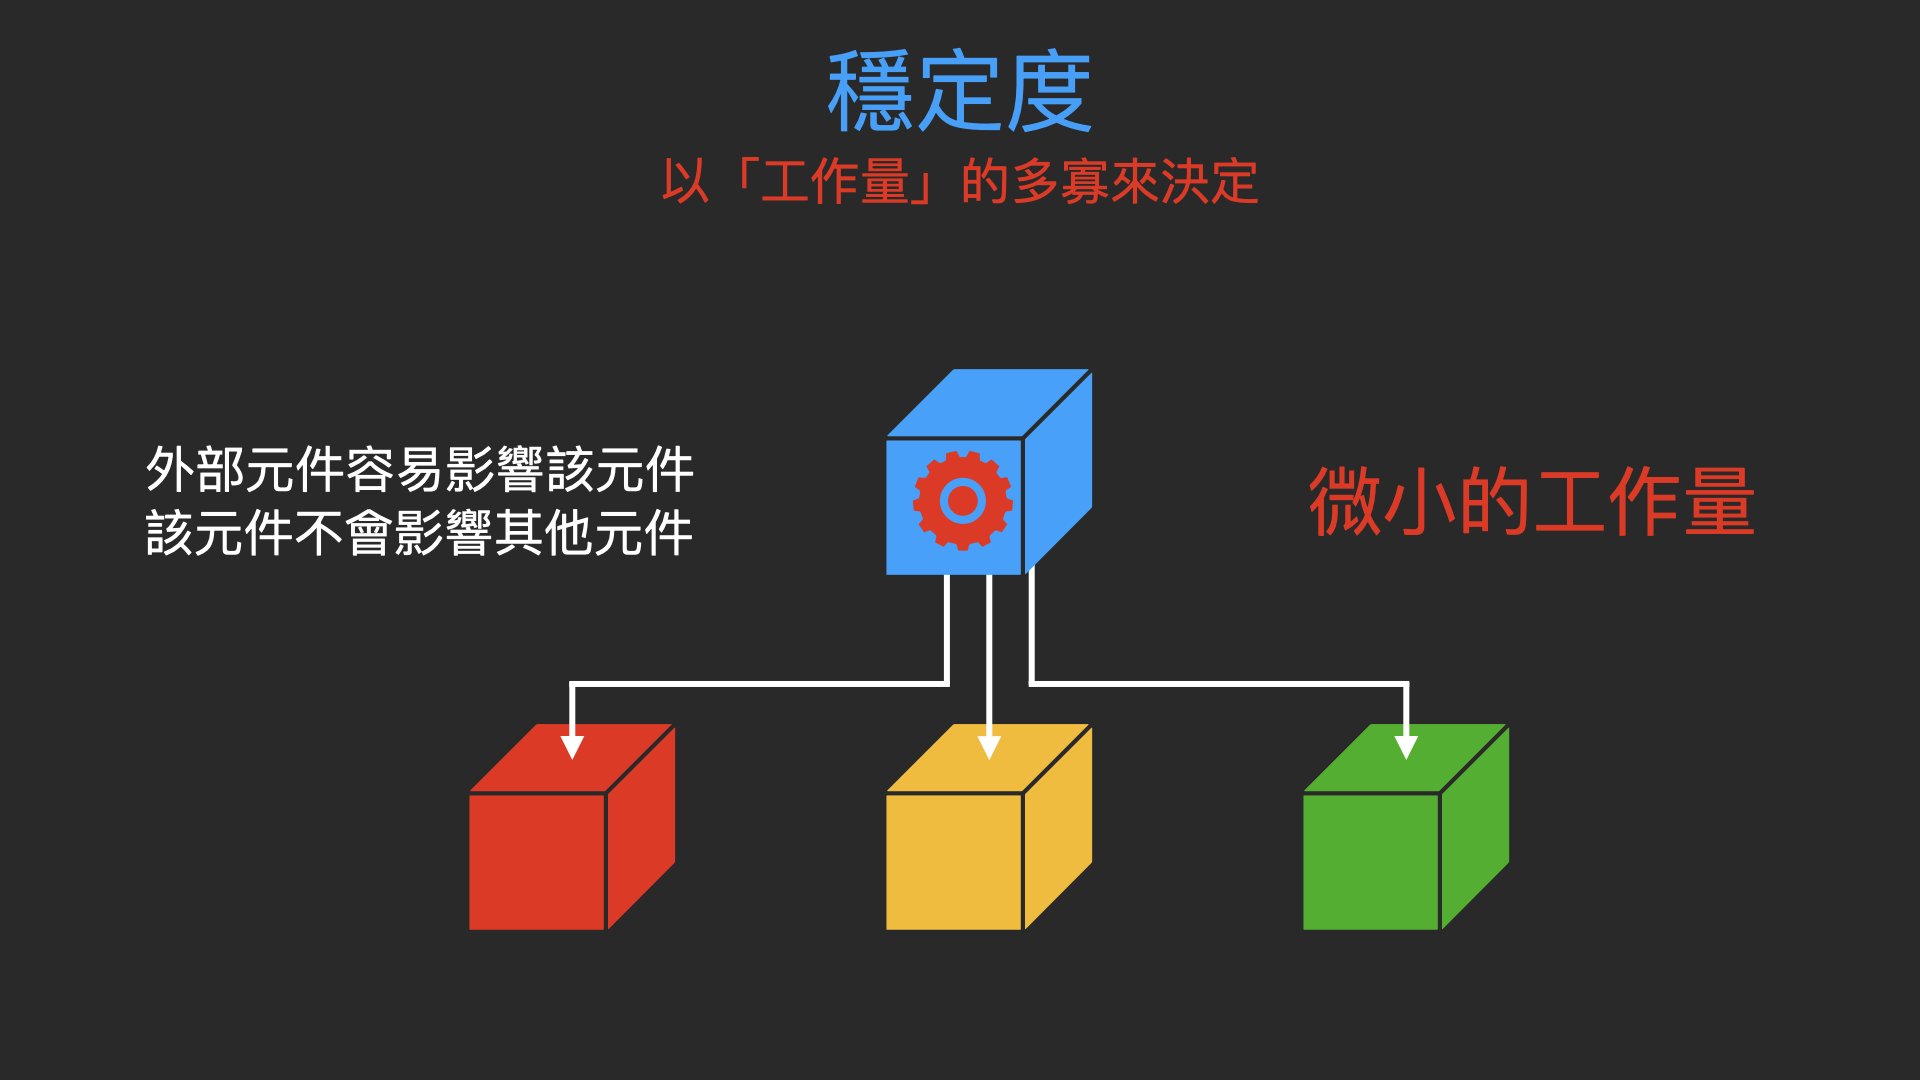 穩定度
以「工作量」的多寡來決定
外部元件容易影響該元件
該元件不會影響其他元件
微小的工作量